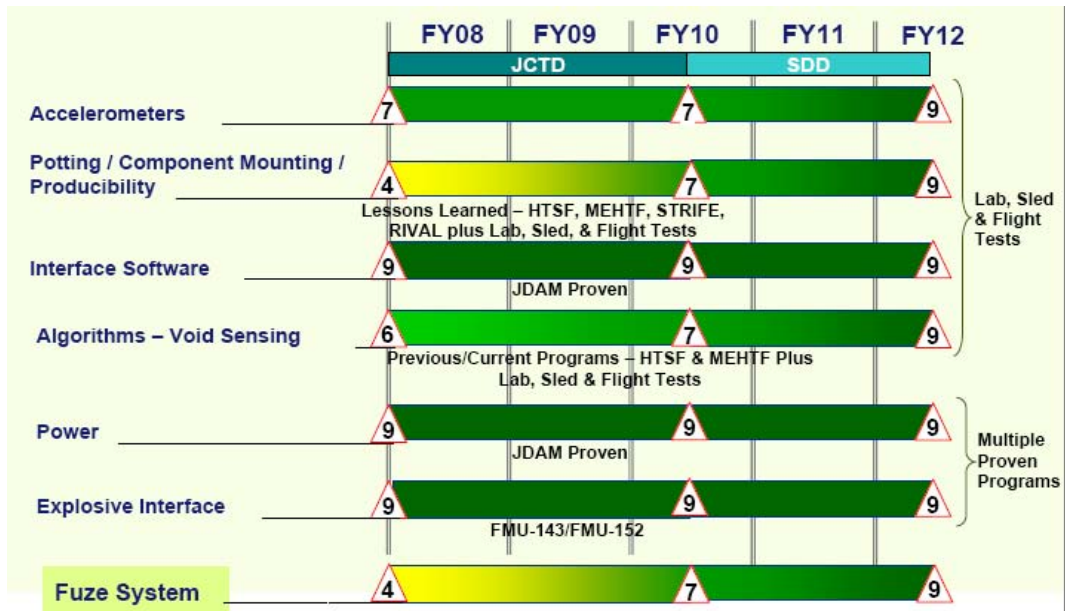 FY08 FY09 FY10 FY11 FY12
JCTD SDD
Accelerometers 7 7 9
Potting / Component Mounting /
Producibility 4 7 9
Lessons Learned – HTSF, MEHTF, STRIFE,
RIVAL plus Lab, Sled, & Flight Tests
Lab, Sled
& Flight
Tests
Interface Software 9 9 9
JDAM Proven
Algorithms – Void Sensing 6 7 9
Previous/Current Programs – HTSF & MEHTF Plus
Lab, Sled & Flight Tests
Power 9 9 9
JDAM Proven
Multiple
Proven
Programs
Explosive Interface 9 9 9
FMU-143/FMU-152
Fuze System 4 7 9